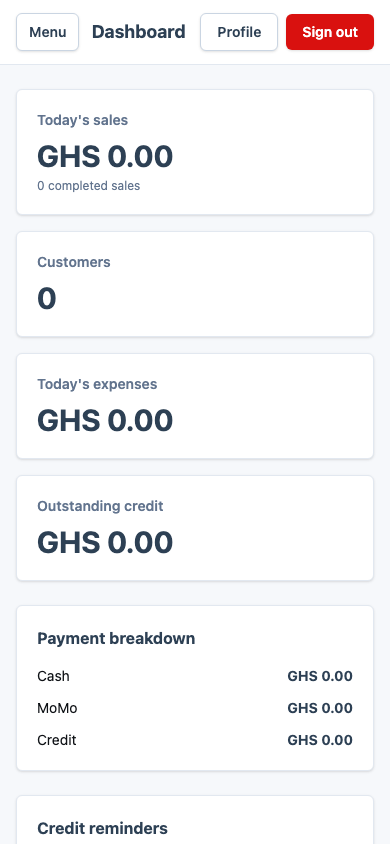 Menu
Dashboard
Profile
Sign out
Today's sales
GHS 0.00
0 completed sales
Customers
0
Today's expenses
GHS 0.00
Outstanding credit
GHS 0.00
Payment breakdown
Cash GHS 0.00
MoMo GHS 0.00
Credit GHS 0.00
Credit reminders